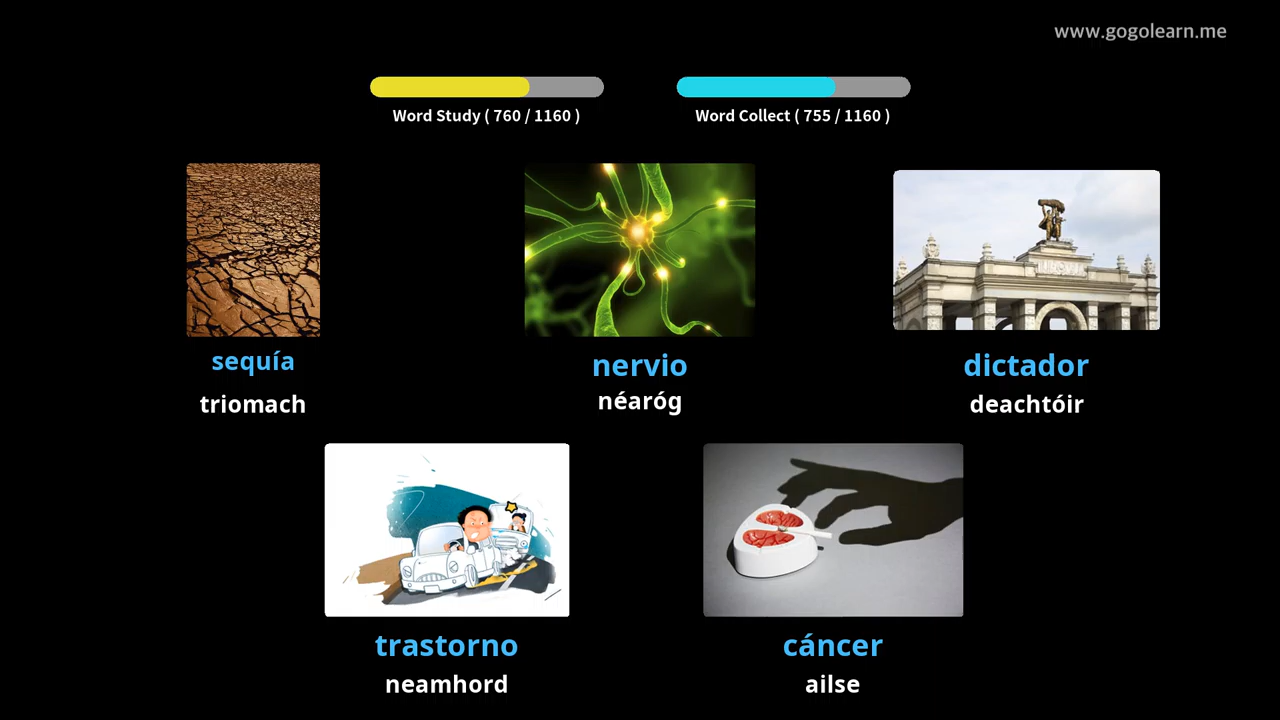 www.gogolearn.me
Word Study ( 760 / 1160 )
Word Collect ( 755 / 1160 )
sequía
triomach
nervio
néaróg
dictador
deachtóir
trastorno
neamhord
cáncer
ailse